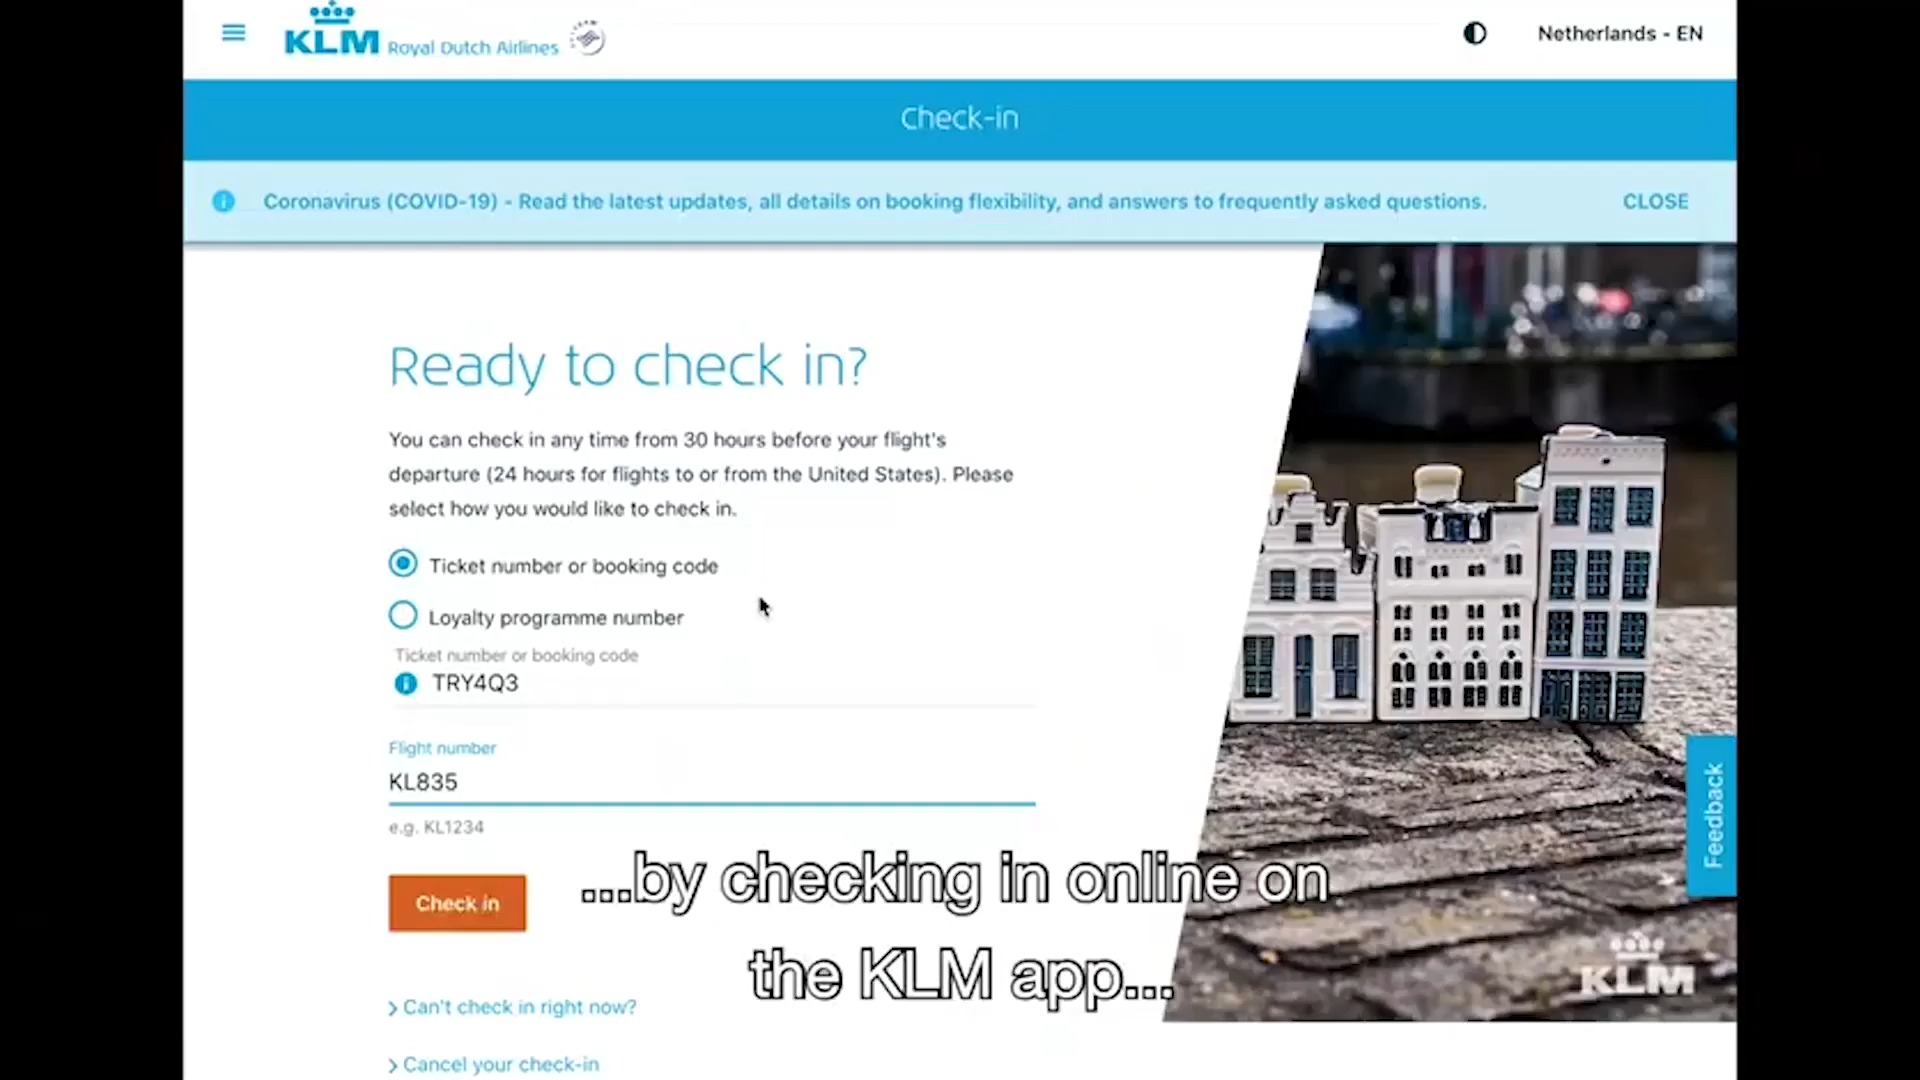 KLM Royal Dutch Airlines
Netherlands - EN
Check-in
Coronavirus (COVID-19) - Read the latest updates, all details on booking flexibility, and answers to frequently asked questions.
CLOSE
Ready to check in?
You can check in any time from 30 hours before your flight's
departure (24 hours for flights to or from the United States). Please
select how you would like to check in.
Ticket number or booking code
Loyalty programme number
Ticket number or booking code
TRY4Q3
Flight number
KL835
e.g. KL1234
Check in
Can't check in right now?
Cancel your check-in
Feedback
KLM
...by checking in online on
the KLM app...